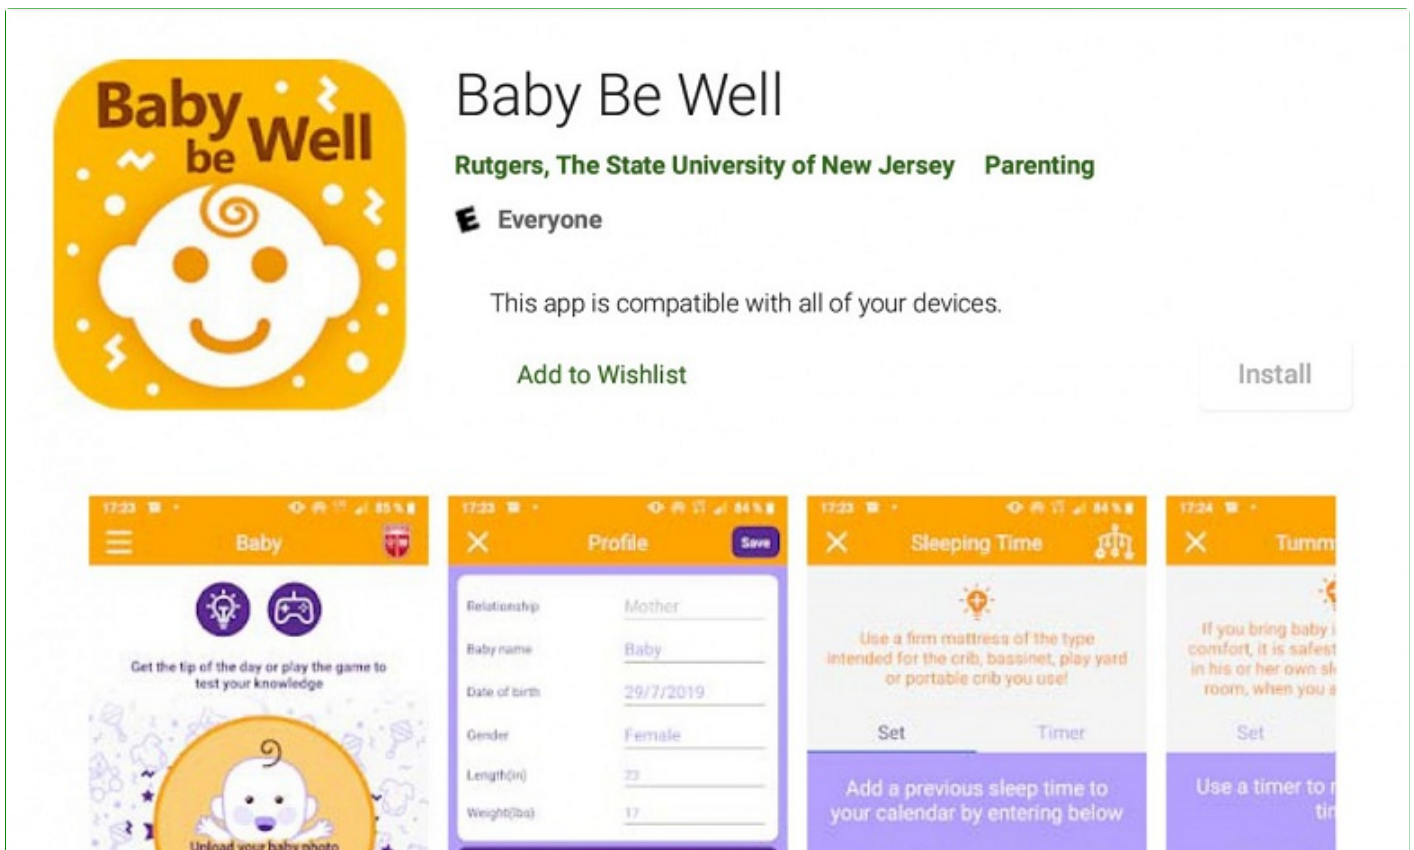 Baby
be Well
Baby Be Well
Rutgers, The State University of New Jersey Parenting
E Everyone
This app is compatible with all of your devices.
Add to Wishlist
Install
17:23
85%
Baby
Get the tip of the day or play the game to
test your knowledge
Upload your baby photo
17:23
84%
Profile
Save
Relationship Mother
Baby name Baby
Date of birth 29/7/2019
Gender Female
Length(in) 23
Weight(lbs) 17
17:23
84%
Sleeping Time
Use a firm mattress of the type
intended for the crib, bassinet, play yard
or portable crib you use!
Set Timer
Add a previous sleep time to
your calendar by entering below
17:24
Tumm
If you bring baby i
comfort, it is safest
in his or her own sl
room, when you a
Set
Use a timer to r
tin